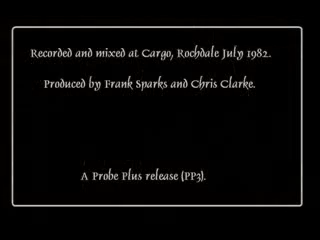 Recorded and mixed at Cargo, Rochdale July 1982.
Produced by Frank Sparks and Chris Clarke.
A Probe Plus release (PP3).